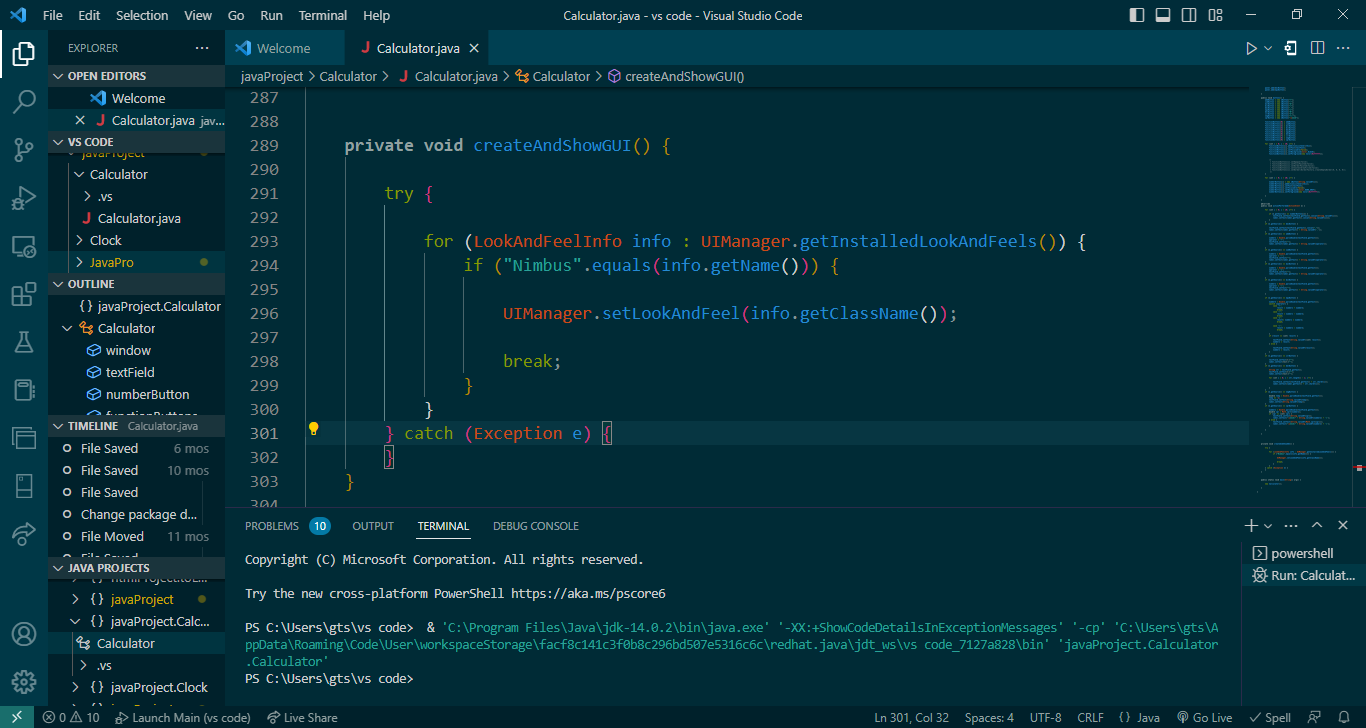 File Edit Selection View Go Run Terminal Help
Calculator.java - vs code - Visual Studio Code
EXPLORER
OPEN EDITORS
Welcome
Calculator.java jav...
VS CODE
javaProject
Calculator
.vs
Calculator.java
Clock
JavaPro
OUTLINE
{} javaProject.Calculator
Calculator
window
textField
numberButton
functionButtons
TIMELINE Calculator.java
File Saved 6 mos
File Saved 10 mos
File Saved
Change package d...
File Moved 11 mos
File Saved
JAVA PROJECTS
{} javaProject
{} javaProject.Calc...
Calculator
.vs
{} javaProject.Clock
Welcome
Calculator.java
javaProject > Calculator > Calculator.java > Calculator > createAndShowGUI()
287
288
289 private void createAndShowGUI() {
290
291 try {
292
293 for (LookAndFeelInfo info : UIManager.getInstalledLookAndFeels()) {
294 if ("Nimbus".equals(info.getName())) {
295
296 UIManager.setLookAndFeel(info.getClassName());
297
298 break;
299 }
300 }
301 } catch (Exception e) {
302 }
303 }
304
PROBLEMS 10 OUTPUT TERMINAL DEBUG CONSOLE
Copyright (C) Microsoft Corporation. All rights reserved.
Try the new cross-platform PowerShell https://aka.ms/pscore6
PS C:\Users\gts\vs code> & 'C:\Program Files\Java\jdk-14.0.2\bin\java.exe' '-XX:+ShowCodeDetailsInExceptionMessages' '-cp' 'C:\Users\gts\A
ppData\Roaming\Code\User\workspaceStorage\facf8c141c3f0b8c296bd507e5316c6c\redhat.java\jdt_ws\vs code_7127a828\bin' 'javaProject.Calculator
.Calculator'
PS C:\Users\gts\vs code>
powershell
Run: Calculat...
0 10 Launch Main (vs code) Live Share
Ln 301, Col 32 Spaces: 4 UTF-8 CRLF {} Java Go Live Spell